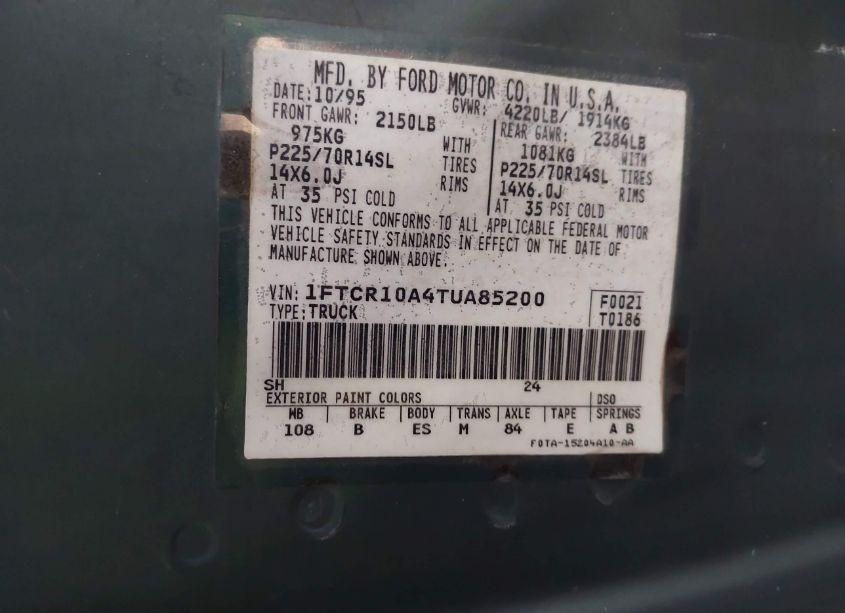 MFD. BY FORD MOTOR CO. IN U.S.A.
DATE: 10/95 GVWR: 4220LB/ 1914KG
FRONT GAWR: 2150LB REAR GAWR: 2384LB
975KG WITH 1081KG WITH
P225/70R14SL TIRES P225/70R14SL TIRES
14X6.0J RIMS 14X6.0J RIMS
AT 35 PSI COLD AT 35 PSI COLD
THIS VEHICLE CONFORMS TO ALL APPLICABLE FEDERAL MOTOR
VEHICLE SAFETY STANDARDS IN EFFECT ON THE DATE OF
MANUFACTURE SHOWN ABOVE.
VIN: 1FTCR10A4TUA85200 F0021
TYPE: TRUCK T0186
SH 24
EXTERIOR PAINT COLORS DSO
WB BRAKE BODY TRANS AXLE TAPE SPRINGS
108 B ES M 84 E A B
F0TA-15204A10-AA